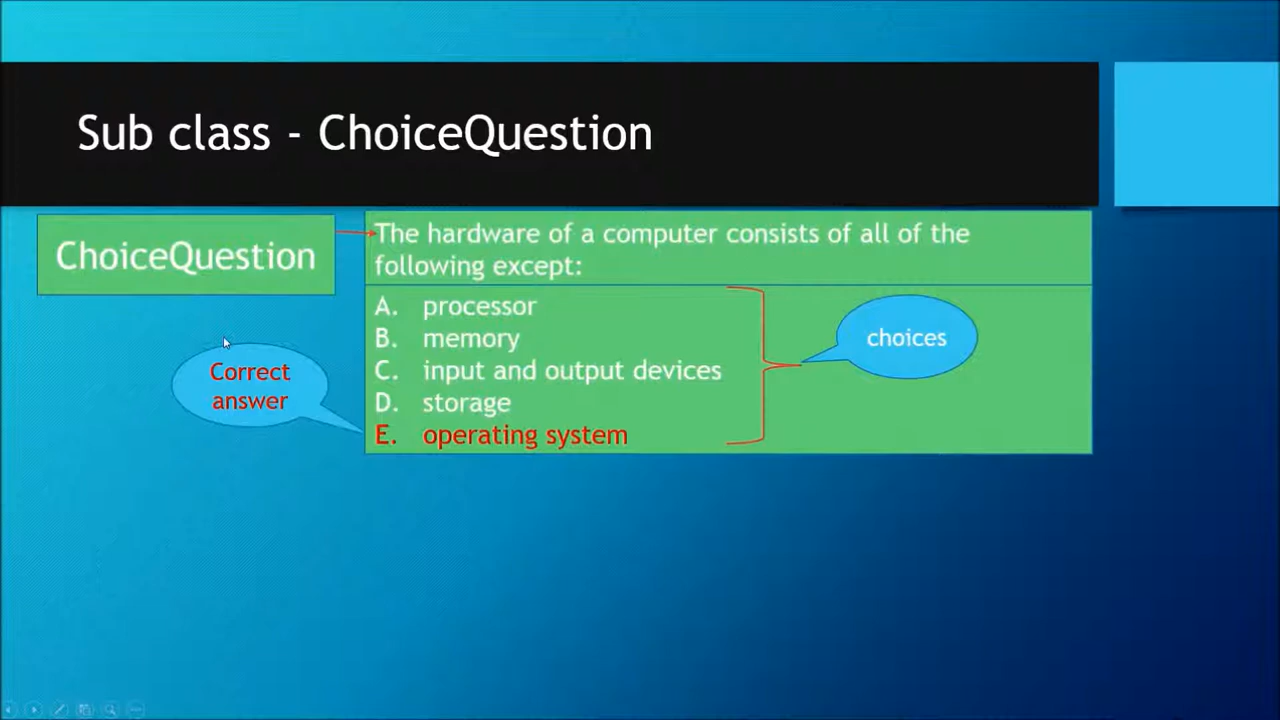 Sub class - ChoiceQuestion
ChoiceQuestion
The hardware of a computer consists of all of the
following except:
A. processor
B. memory
C. input and output devices
D. storage
E. operating system
choices
Correct
answer